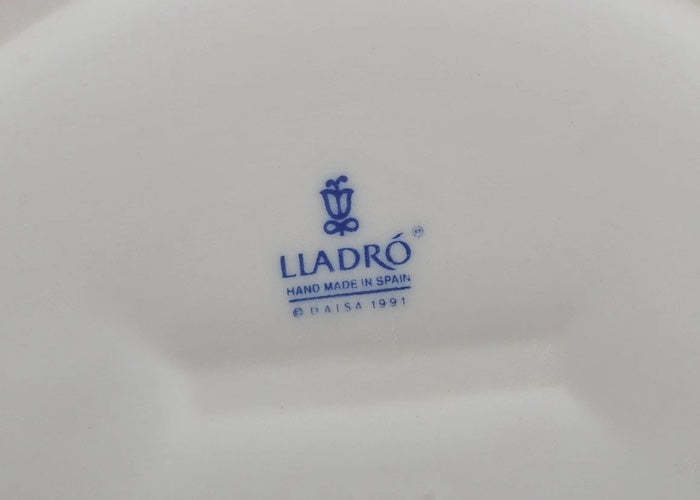 LLADRÓ
®
HAND MADE IN SPAIN
© DAISA 1991